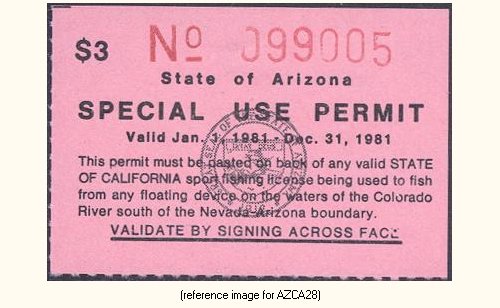 $3 No 099005
State of Arizona
SPECIAL USE PERMIT
Valid Jan. 1, 1981 - Dec. 31, 1981
This permit must be pasted on back of any valid STATE
OF CALIFORNIA sport fishing license being used to fish
from any floating device on the waters of the Colorado
River south of the Nevada-Arizona boundary.
VALIDATE BY SIGNING ACROSS FACE
(reference image for AZCA28)